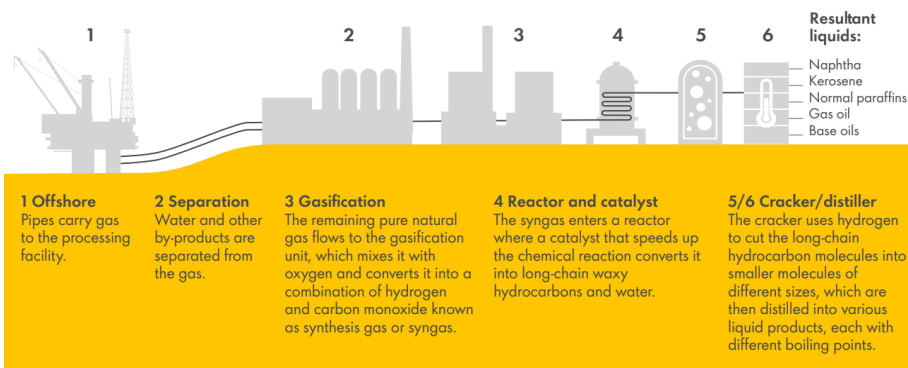 1
2
3
4
5
6
Resultant
liquids:
Naphtha
Kerosene
Normal paraffins
Gas oil
Base oils
1 Offshore
Pipes carry gas
to the processing
facility.
2 Separation
Water and other
by-products are
separated from
the gas.
3 Gasification
The remaining pure natural
gas flows to the gasification
unit, which mixes it with
oxygen and converts it into a
combination of hydrogen
and carbon monoxide known
as synthesis gas or syngas.
4 Reactor and catalyst
The syngas enters a reactor
where a catalyst that speeds up
the chemical reaction converts it
into long-chain waxy
hydrocarbons and water.
5/6 Cracker/distiller
The cracker uses hydrogen
to cut the long-chain
hydrocarbon molecules into
smaller molecules of
different sizes, which are
then distilled into various
liquid products, each with
different boiling points.